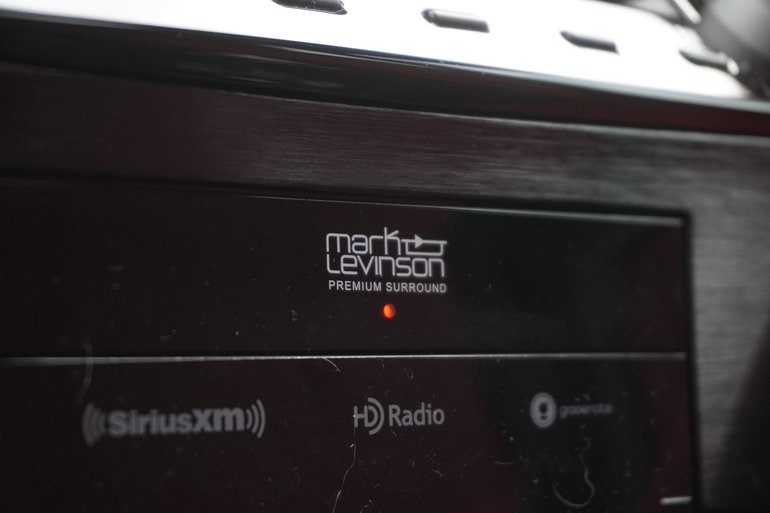 mark
Levinson
PREMIUM SURROUND
SiriusXM
HD Radio
gracenote